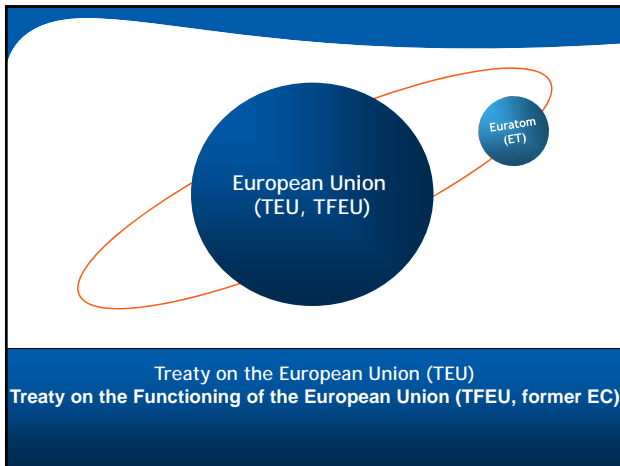 Euratom
(ET)
European Union
(TEU, TFEU)
Treaty on the European Union (TEU)
Treaty on the Functioning of the European Union (TFEU, former EC)